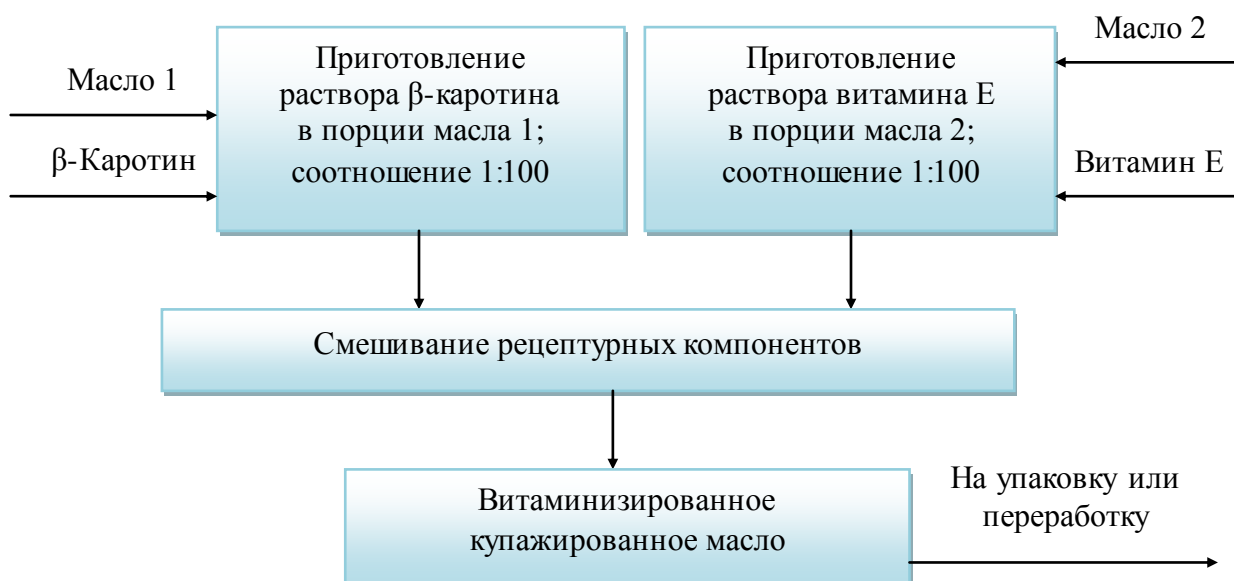 Масло 1
β-Каротин
Приготовление
раствора β-каротина
в порции масла 1;
соотношение 1:100
Приготовление
раствора витамина Е
в порции масла 2;
соотношение 1:100
Масло 2
Витамин Е
Смешивание рецептурных компонентов
Витаминизированное
купажированное масло
На упаковку или
переработку